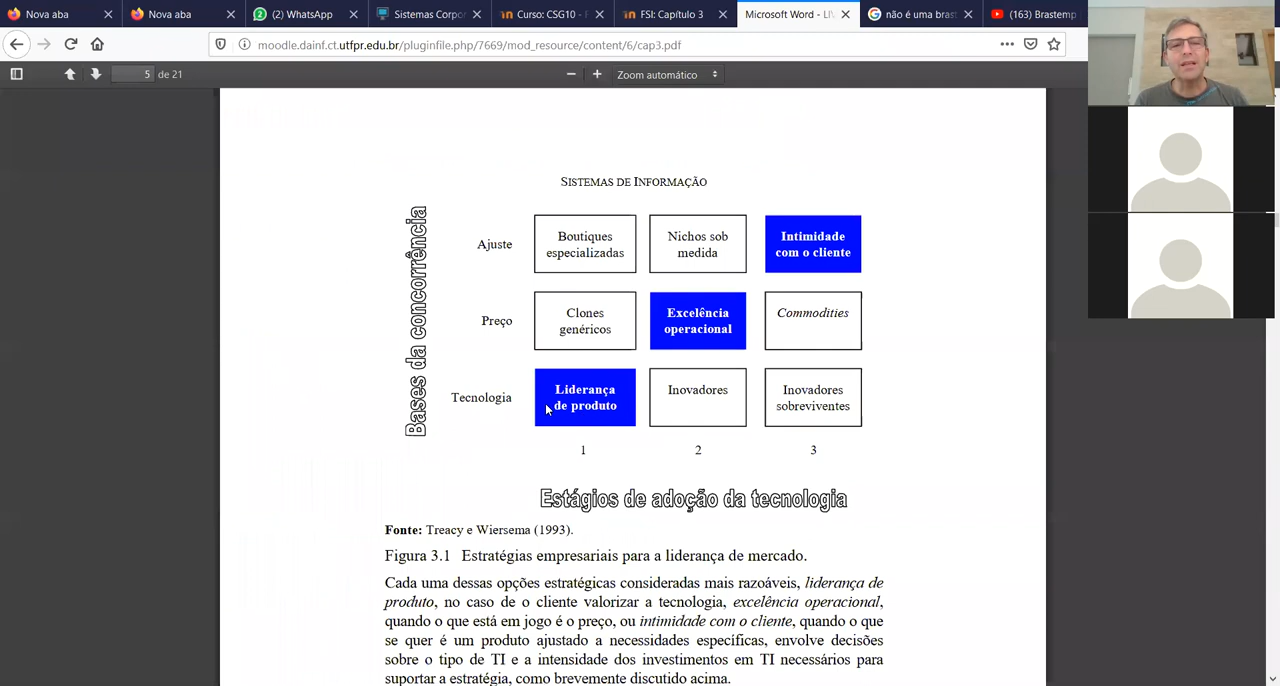 Nova aba
Nova aba
(2) WhatsApp
Sistemas Corpor
Curso: CSG10 - F
FSI: Capítulo 3
Microsoft Word - LIV
não é uma brast
(163) Brastemp
moodle.dainf.ct.utfpr.edu.br/pluginfile.php/7669/mod_resource/content/6/cap3.pdf
5 de 21
Zoom automático
SISTEMAS DE INFORMAÇÃO
Bases da concorrência
Ajuste
Boutiques
especializadas
Nichos sob
medida
Intimidade
com o cliente
Preço
Clones
genéricos
Excelência
operacional
Commodities
Tecnologia
Liderança
de produto
Inovadores
Inovadores
sobreviventes
1 2 3
Estágios de adoção da tecnologia
Fonte: Treacy e Wiersema (1993).
Figura 3.1 Estratégias empresariais para a liderança de mercado.
Cada uma dessas opções estratégicas consideradas mais razoáveis, liderança de
produto, no caso de o cliente valorizar a tecnologia, excelência operacional,
quando o que está em jogo é o preço, ou intimidade com o cliente, quando o que
se quer é um produto ajustado a necessidades específicas, envolve decisões
sobre o tipo de TI e a intensidade dos investimentos em TI necessários para
suportar a estratégia, como brevemente discutido acima.